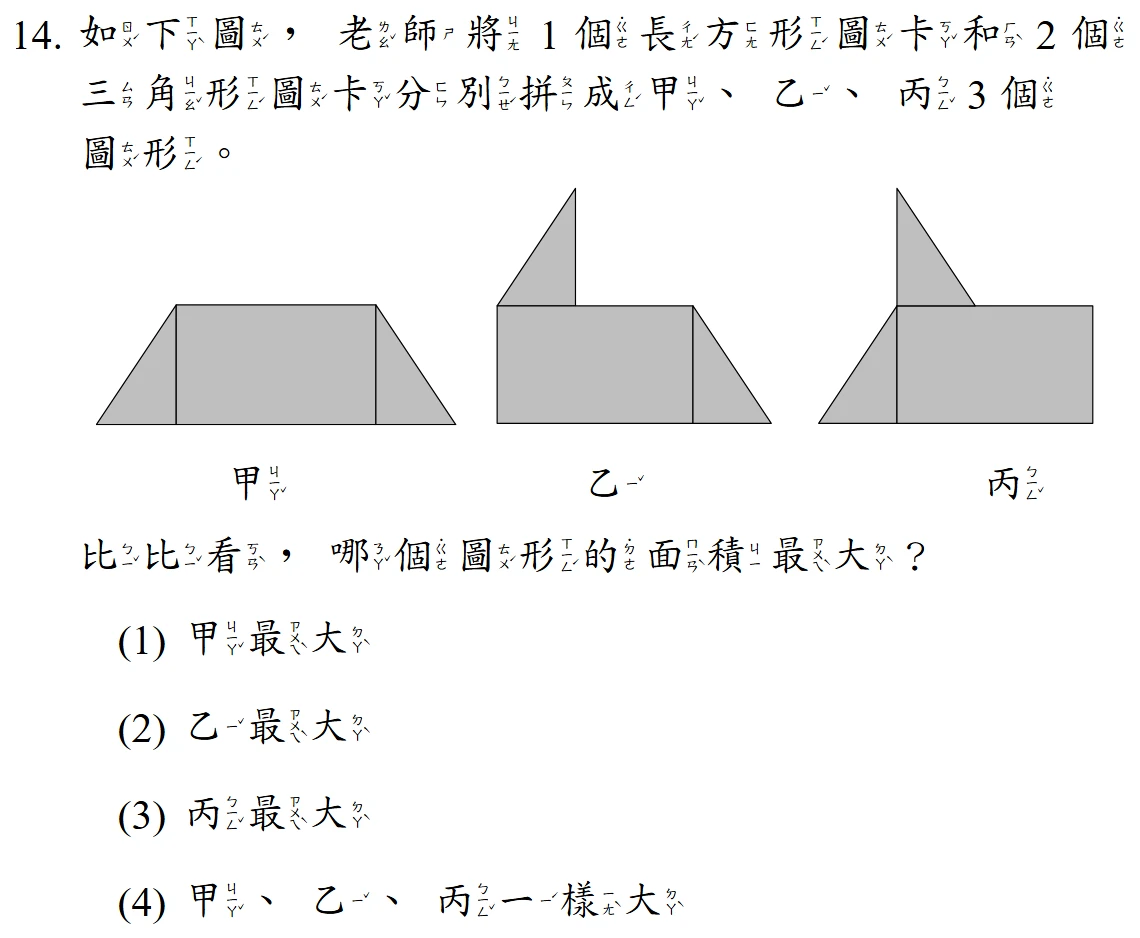 14. 如下圖，老師將 1 個長方形圖卡和 2 個
三角形圖卡分別拼成甲、乙、丙 3 個
圖形。
甲 乙 丙
比比看，哪個圖形的面積最大？
(1) 甲最大
(2) 乙最大
(3) 丙最大
(4) 甲、乙、丙一樣大